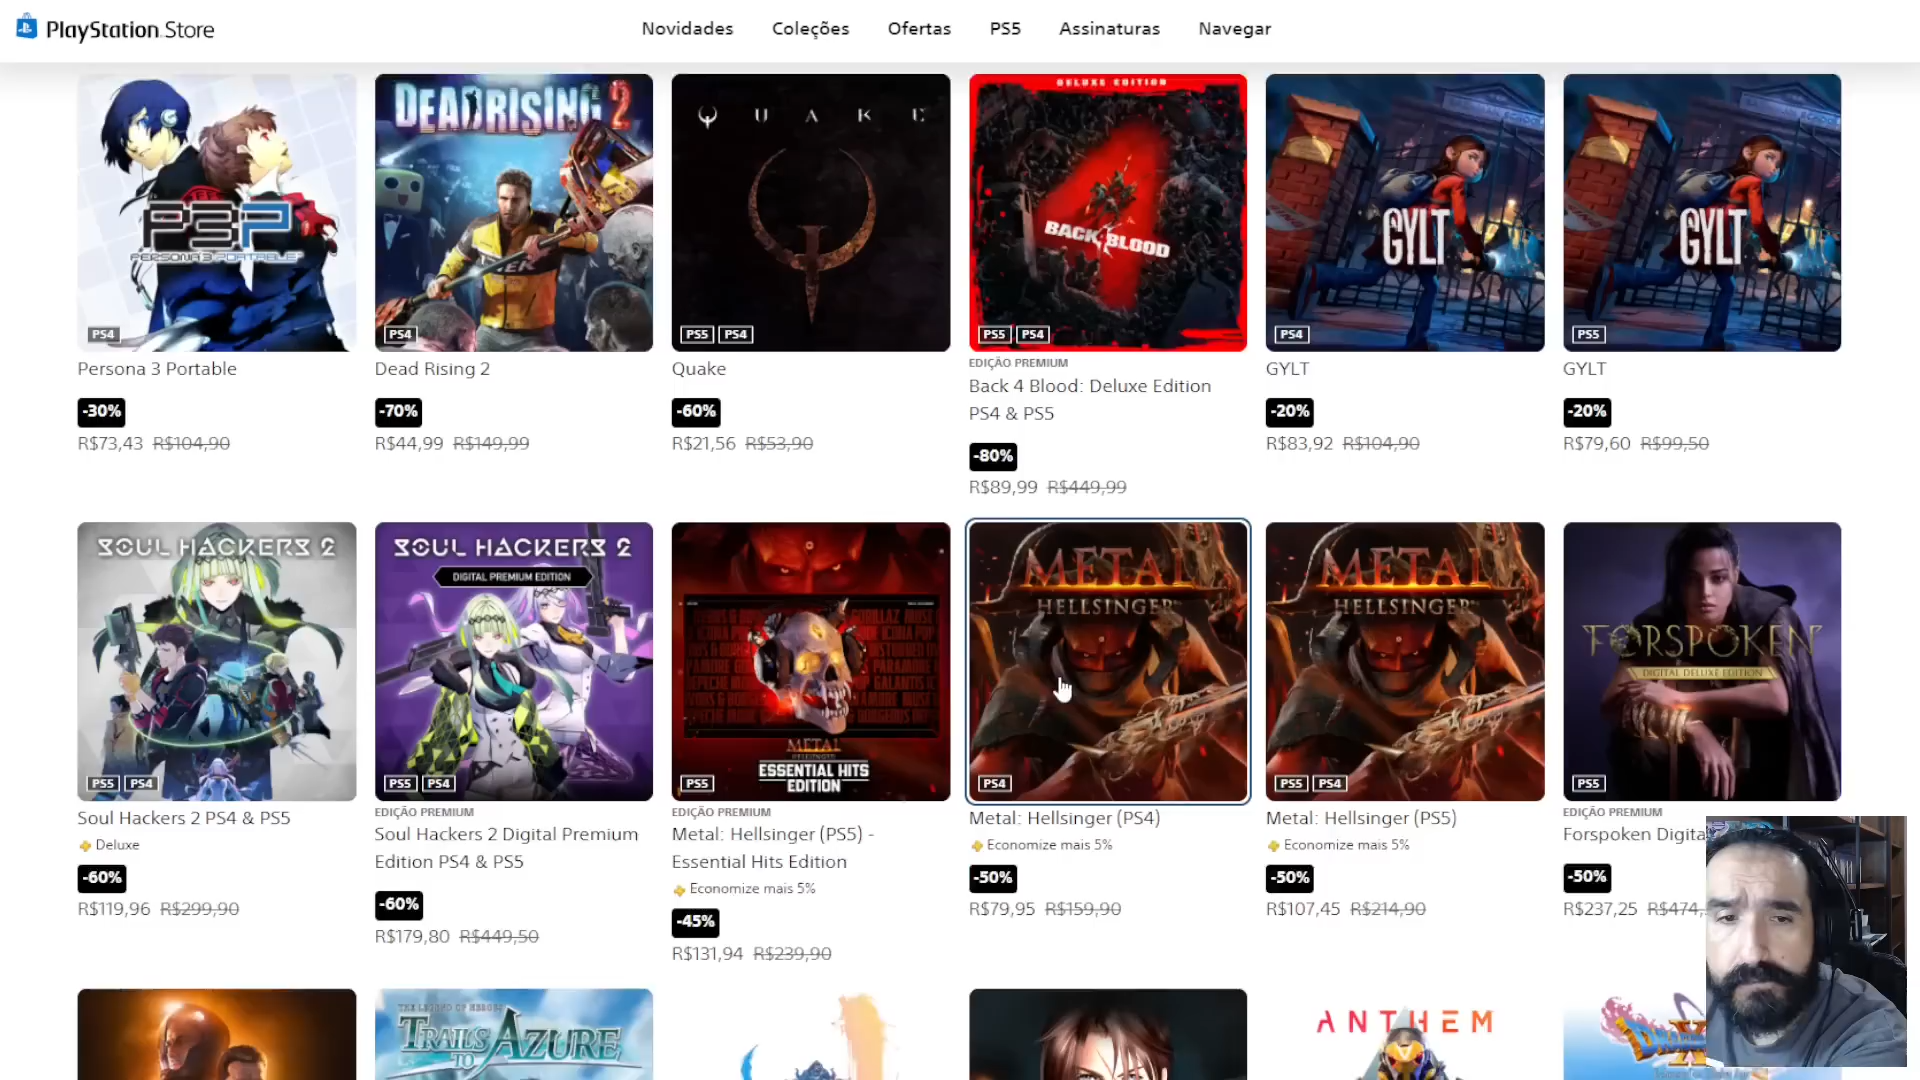 PlayStation Store
Novidades Coleções Ofertas PS5 Assinaturas Navegar
P3P
PERSONA 3 PORTABLE
PS4
DEADRISING 2
PS4
QUAKE
PS5 PS4
DELUXE EDITION
4
BACK BLOOD
PS5 PS4
GYLT
PS4
GYLT
PS5
Persona 3 Portable
-30%
R$73,43 R$104,90
Dead Rising 2
-70%
R$44,99 R$149,99
Quake
-60%
R$21,56 R$53,90
EDIÇÃO PREMIUM
Back 4 Blood: Deluxe Edition
PS4 & PS5
-80%
R$89,99 R$449,99
GYLT
-20%
R$83,92 R$104,90
GYLT
-20%
R$79,60 R$99,50
SOUL HACKERS 2
PS5 PS4
SOUL HACKERS 2
DIGITAL PREMIUM EDITION
PS5 PS4
METAL
HELLSINGER
ESSENTIAL HITS
EDITION
PS5
METAL
HELLSINGER
PS4
METAL
HELLSINGER
PS5 PS4
FORSPOKEN
DIGITAL DELUXE EDITION
PS5
Soul Hackers 2 PS4 & PS5
Deluxe
-60%
R$119,96 R$299,90
EDIÇÃO PREMIUM
Soul Hackers 2 Digital Premium
Edition PS4 & PS5
-60%
R$179,80 R$449,50
EDIÇÃO PREMIUM
Metal: Hellsinger (PS5) -
Essential Hits Edition
Economize mais 5%
-45%
R$131,94 R$239,90
Metal: Hellsinger (PS4)
Economize mais 5%
-50%
R$79,95 R$159,90
Metal: Hellsinger (PS5)
Economize mais 5%
-50%
R$107,45 R$214,90
EDIÇÃO PREMIUM
Forspoken Digita
-50%
R$237,25 R$474,
THE LEGEND OF HEROES
TRAILS TO AZURE
ANTHEM